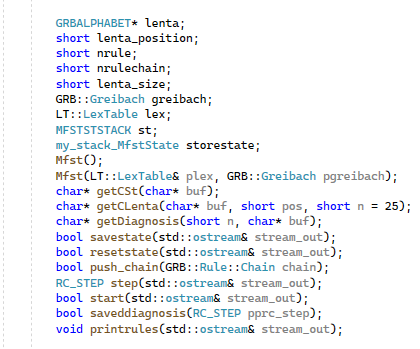 GRBALPHABET* lenta;
short lenta_position;
short nrule;
short nrulechain;
short lenta_size;
GRB::Greibach greibach;
LT::LexTable lex;
MFSTSTSTACK st;
my_stack_MfstState storestate;
Mfst();
Mfst(LT::LexTable& plex, GRB::Greibach pgreibach);
char* getCSt(char* buf);
char* getCLenta(char* buf, short pos, short n = 25);
char* getDiagnosis(short n, char* buf);
bool savestate(std::ostream& stream_out);
bool resetstate(std::ostream& stream_out);
bool push_chain(GRB::Rule::Chain chain);
RC_STEP step(std::ostream& stream_out);
bool start(std::ostream& stream_out);
bool saveddiagnosis(RC_STEP pprc_step);
void printrules(std::ostream& stream_out);